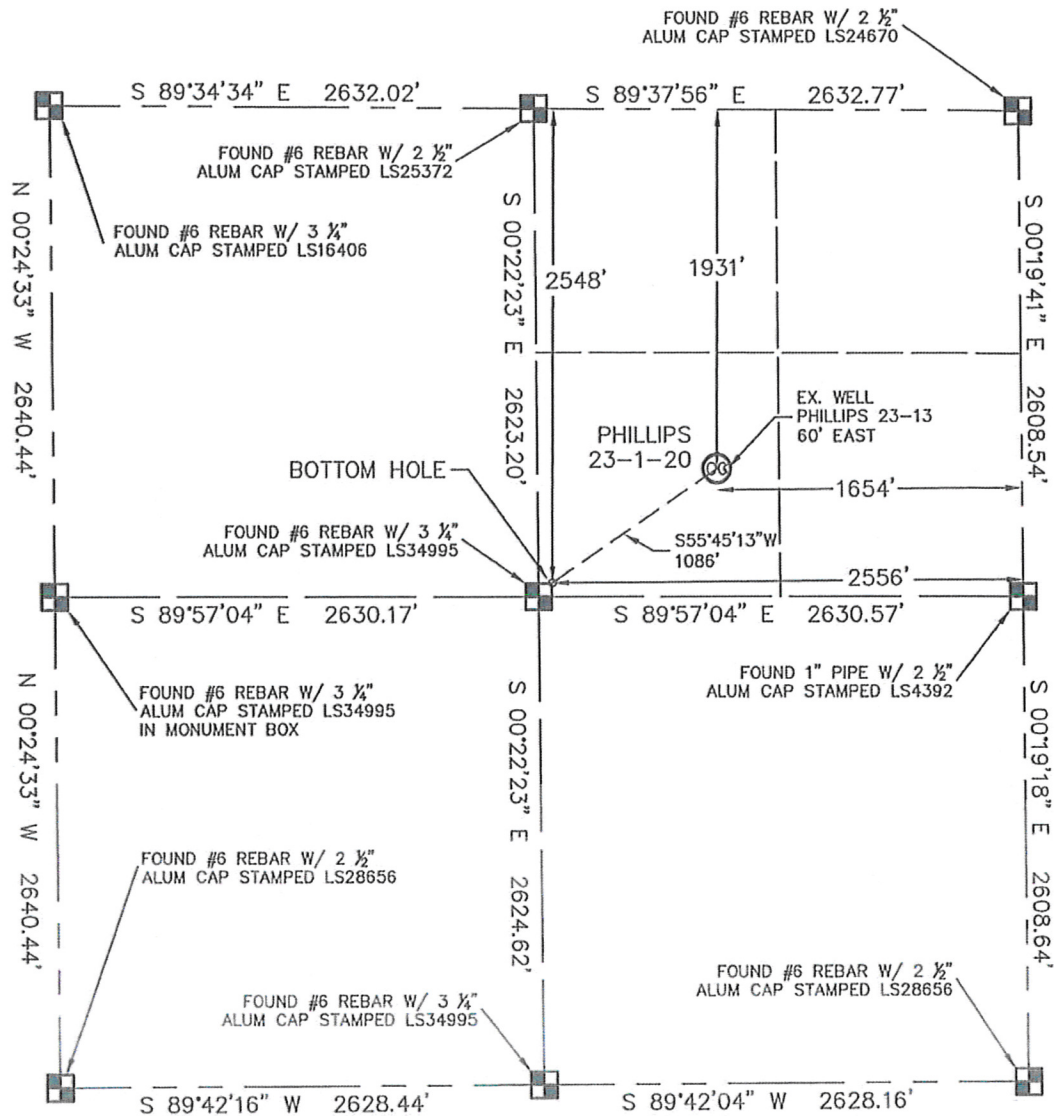 FOUND #6 REBAR W/ 2 ½"
ALUM CAP STAMPED LS24670
S 89°34'34" E 2632.02'
S 89°37'56" E 2632.77'
FOUND #6 REBAR W/ 2 ½"
ALUM CAP STAMPED LS25372
FOUND #6 REBAR W/ 3 ¼"
ALUM CAP STAMPED LS16406
N 00°24'33" W 2640.44'
S 00°22'23" E 2623.20'
2548'
1931'
S 00°19'41" E 2608.54'
EX. WELL
PHILLIPS 23-13
60' EAST
PHILLIPS
23-1-20
BOTTOM HOLE
1654'
FOUND #6 REBAR W/ 3 ¼"
ALUM CAP STAMPED LS34995
S55°45'13"W
1086'
2556'
S 89°57'04" E 2630.17'
S 89°57'04" E 2630.57'
FOUND #6 REBAR W/ 3 ¼"
ALUM CAP STAMPED LS34995
IN MONUMENT BOX
FOUND 1" PIPE W/ 2 ½"
ALUM CAP STAMPED LS4392
N 00°24'33" W 2640.44'
S 00°22'23" E 2624.62'
S 00°19'18" E 2608.64'
FOUND #6 REBAR W/ 2 ½"
ALUM CAP STAMPED LS28656
FOUND #6 REBAR W/ 3 ¼"
ALUM CAP STAMPED LS34995
FOUND #6 REBAR W/ 2 ½"
ALUM CAP STAMPED LS28656
S 89°42'16" W 2628.44'
S 89°42'04" W 2628.16'